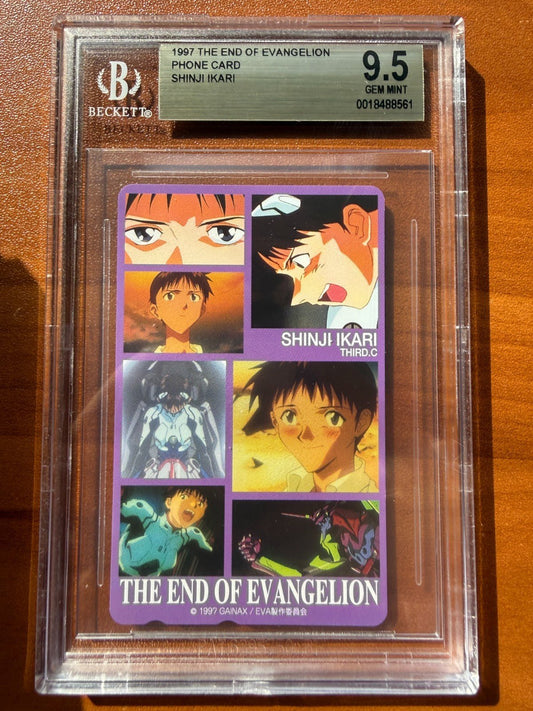 1997 THE END OF EVANGELION
PHONE CARD
SHINJI IKARI
9.5
GEM MINT
0018488561
B
BECKETT®
BECKETT
SHINJI IKARI
THIRD.C
THE END OF EVANGELION
© 1997 GAINAX / EVA製作委員会